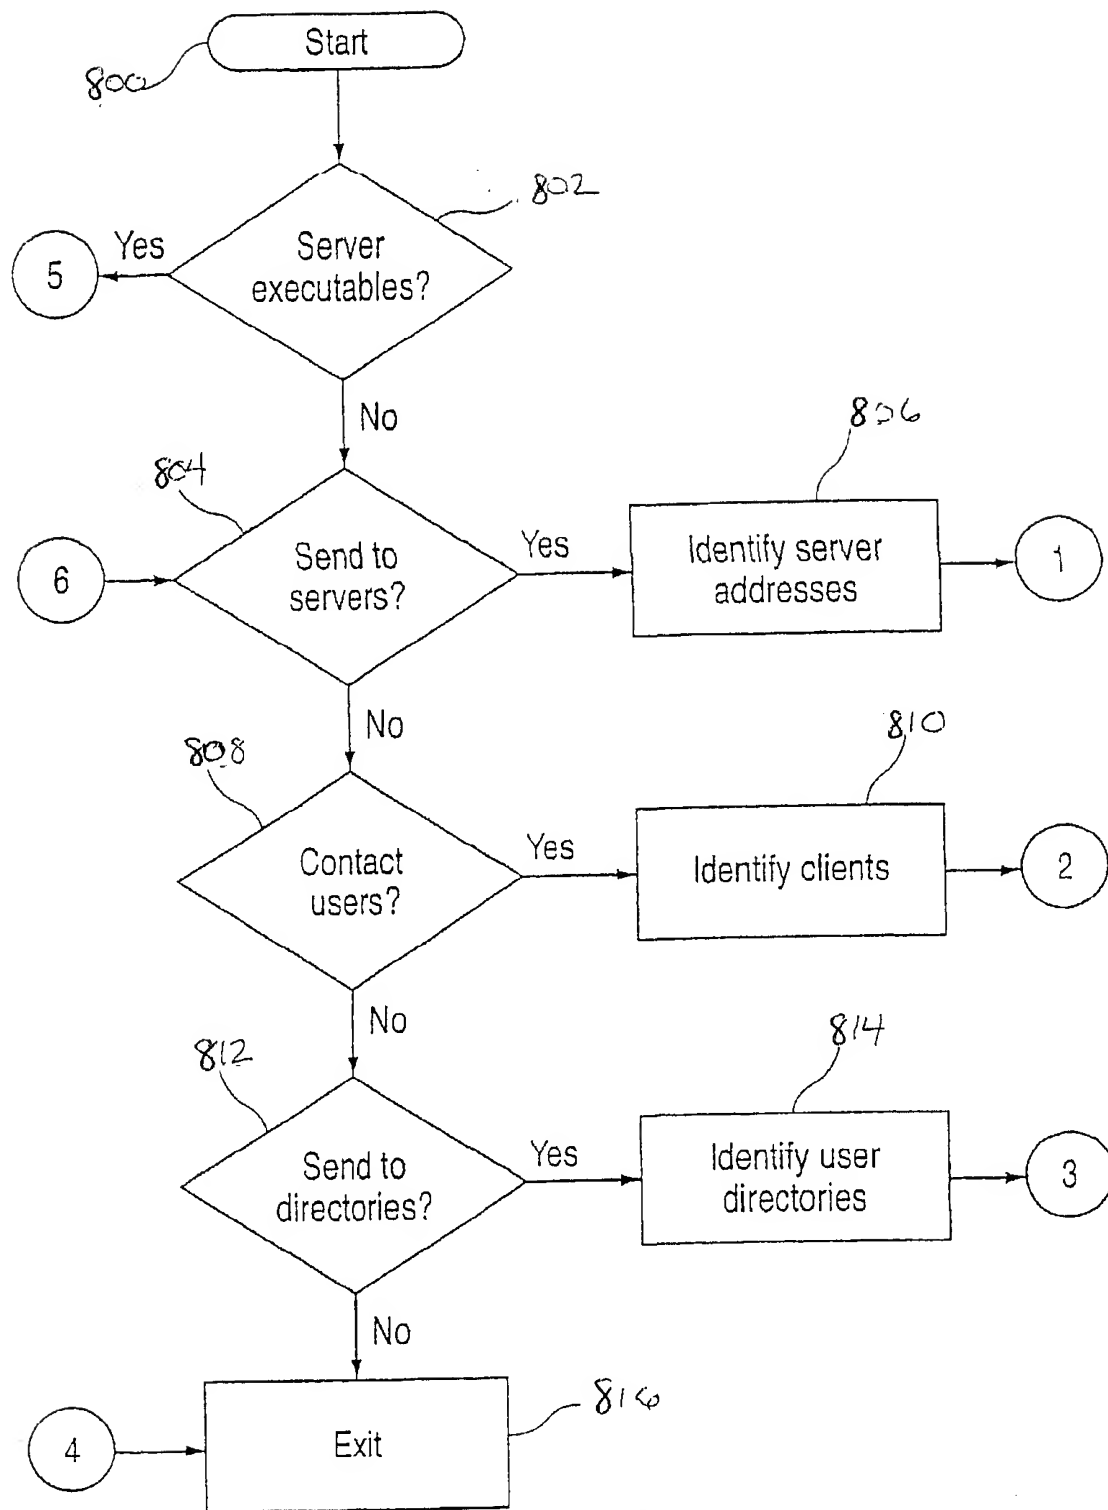 Start
800
802
Yes
5
Server
executables?
No
804
806
6
Send to
servers?
Yes
Identify server
addresses
1
No
808
810
Contact
users?
Yes
Identify clients
2
No
812
814
Send to
directories?
Yes
Identify user
directories
3
No
816
4
Exit